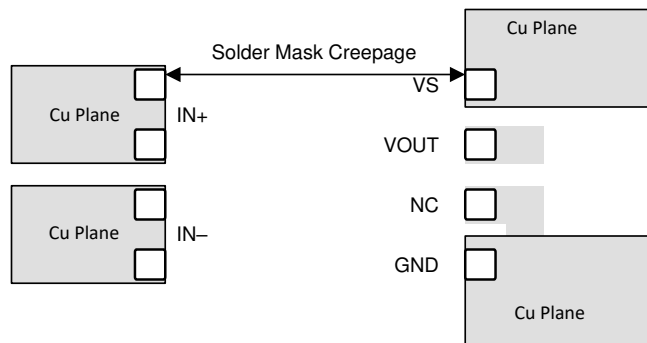 Cu Plane
Solder Mask Creepage
VS
Cu Plane
IN+
VOUT
NC
Cu Plane
IN–
GND
Cu Plane